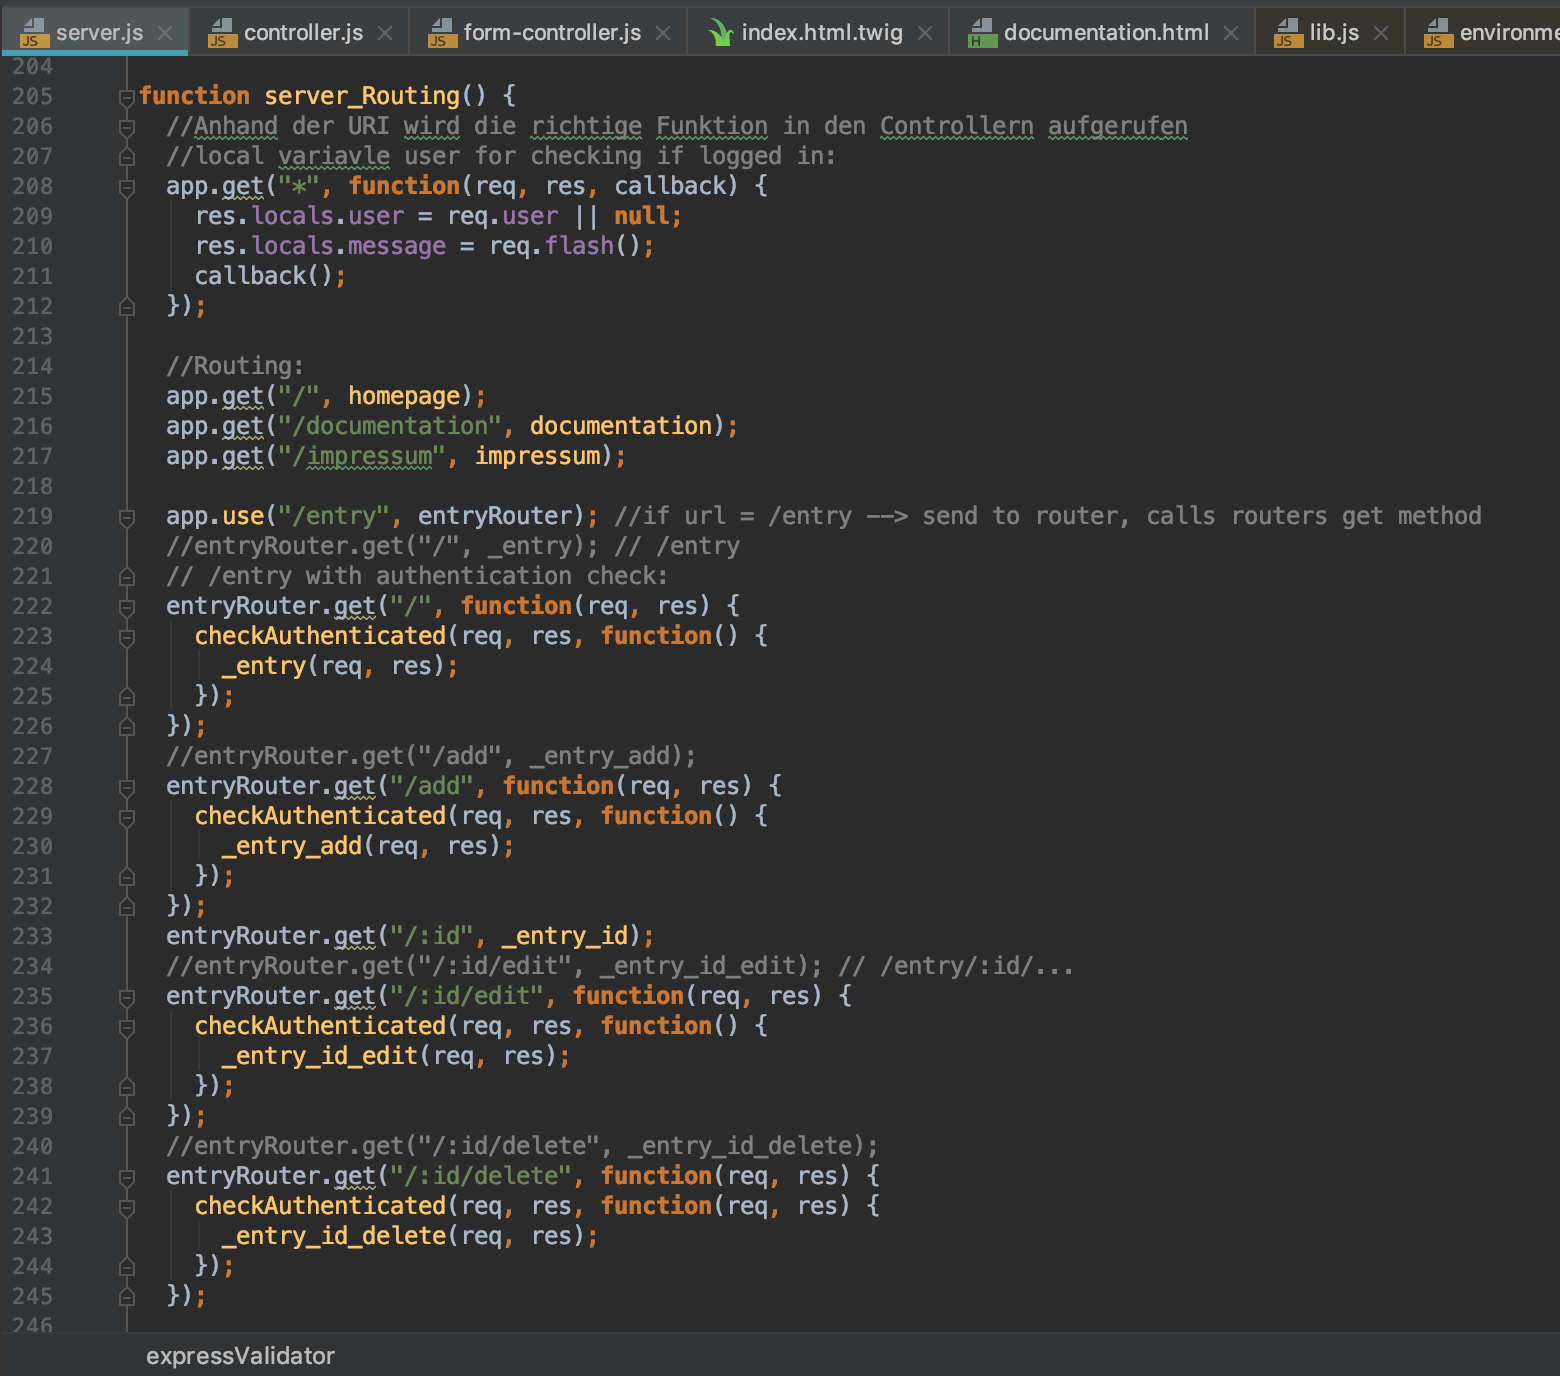 server.js controller.js form-controller.js index.html.twig documentation.html lib.js environme
204
205 function server_Routing() {
206 //Anhand der URI wird die richtige Funktion in den Controllern aufgerufen
207 //local variavle user for checking if logged in:
208 app.get("*", function(req, res, callback) {
209 res.locals.user = req.user || null;
210 res.locals.message = req.flash();
211 callback();
212 });
213
214 //Routing:
215 app.get("/", homepage);
216 app.get("/documentation", documentation);
217 app.get("/impressum", impressum);
218
219 app.use("/entry", entryRouter); //if url = /entry --> send to router, calls routers get method
220 //entryRouter.get("/", _entry); // /entry
221 // /entry with authentication check:
222 entryRouter.get("/", function(req, res) {
223 checkAuthenticated(req, res, function() {
224 _entry(req, res);
225 });
226 });
227 //entryRouter.get("/add", _entry_add);
228 entryRouter.get("/add", function(req, res) {
229 checkAuthenticated(req, res, function() {
230 _entry_add(req, res);
231 });
232 });
233 entryRouter.get("/:id", _entry_id);
234 //entryRouter.get("/:id/edit", _entry_id_edit); // /entry/:id/...
235 entryRouter.get("/:id/edit", function(req, res) {
236 checkAuthenticated(req, res, function() {
237 _entry_id_edit(req, res);
238 });
239 });
240 //entryRouter.get("/:id/delete", _entry_id_delete);
241 entryRouter.get("/:id/delete", function(req, res) {
242 checkAuthenticated(req, res, function(req, res) {
243 _entry_id_delete(req, res);
244 });
245 });
246
expressValidator